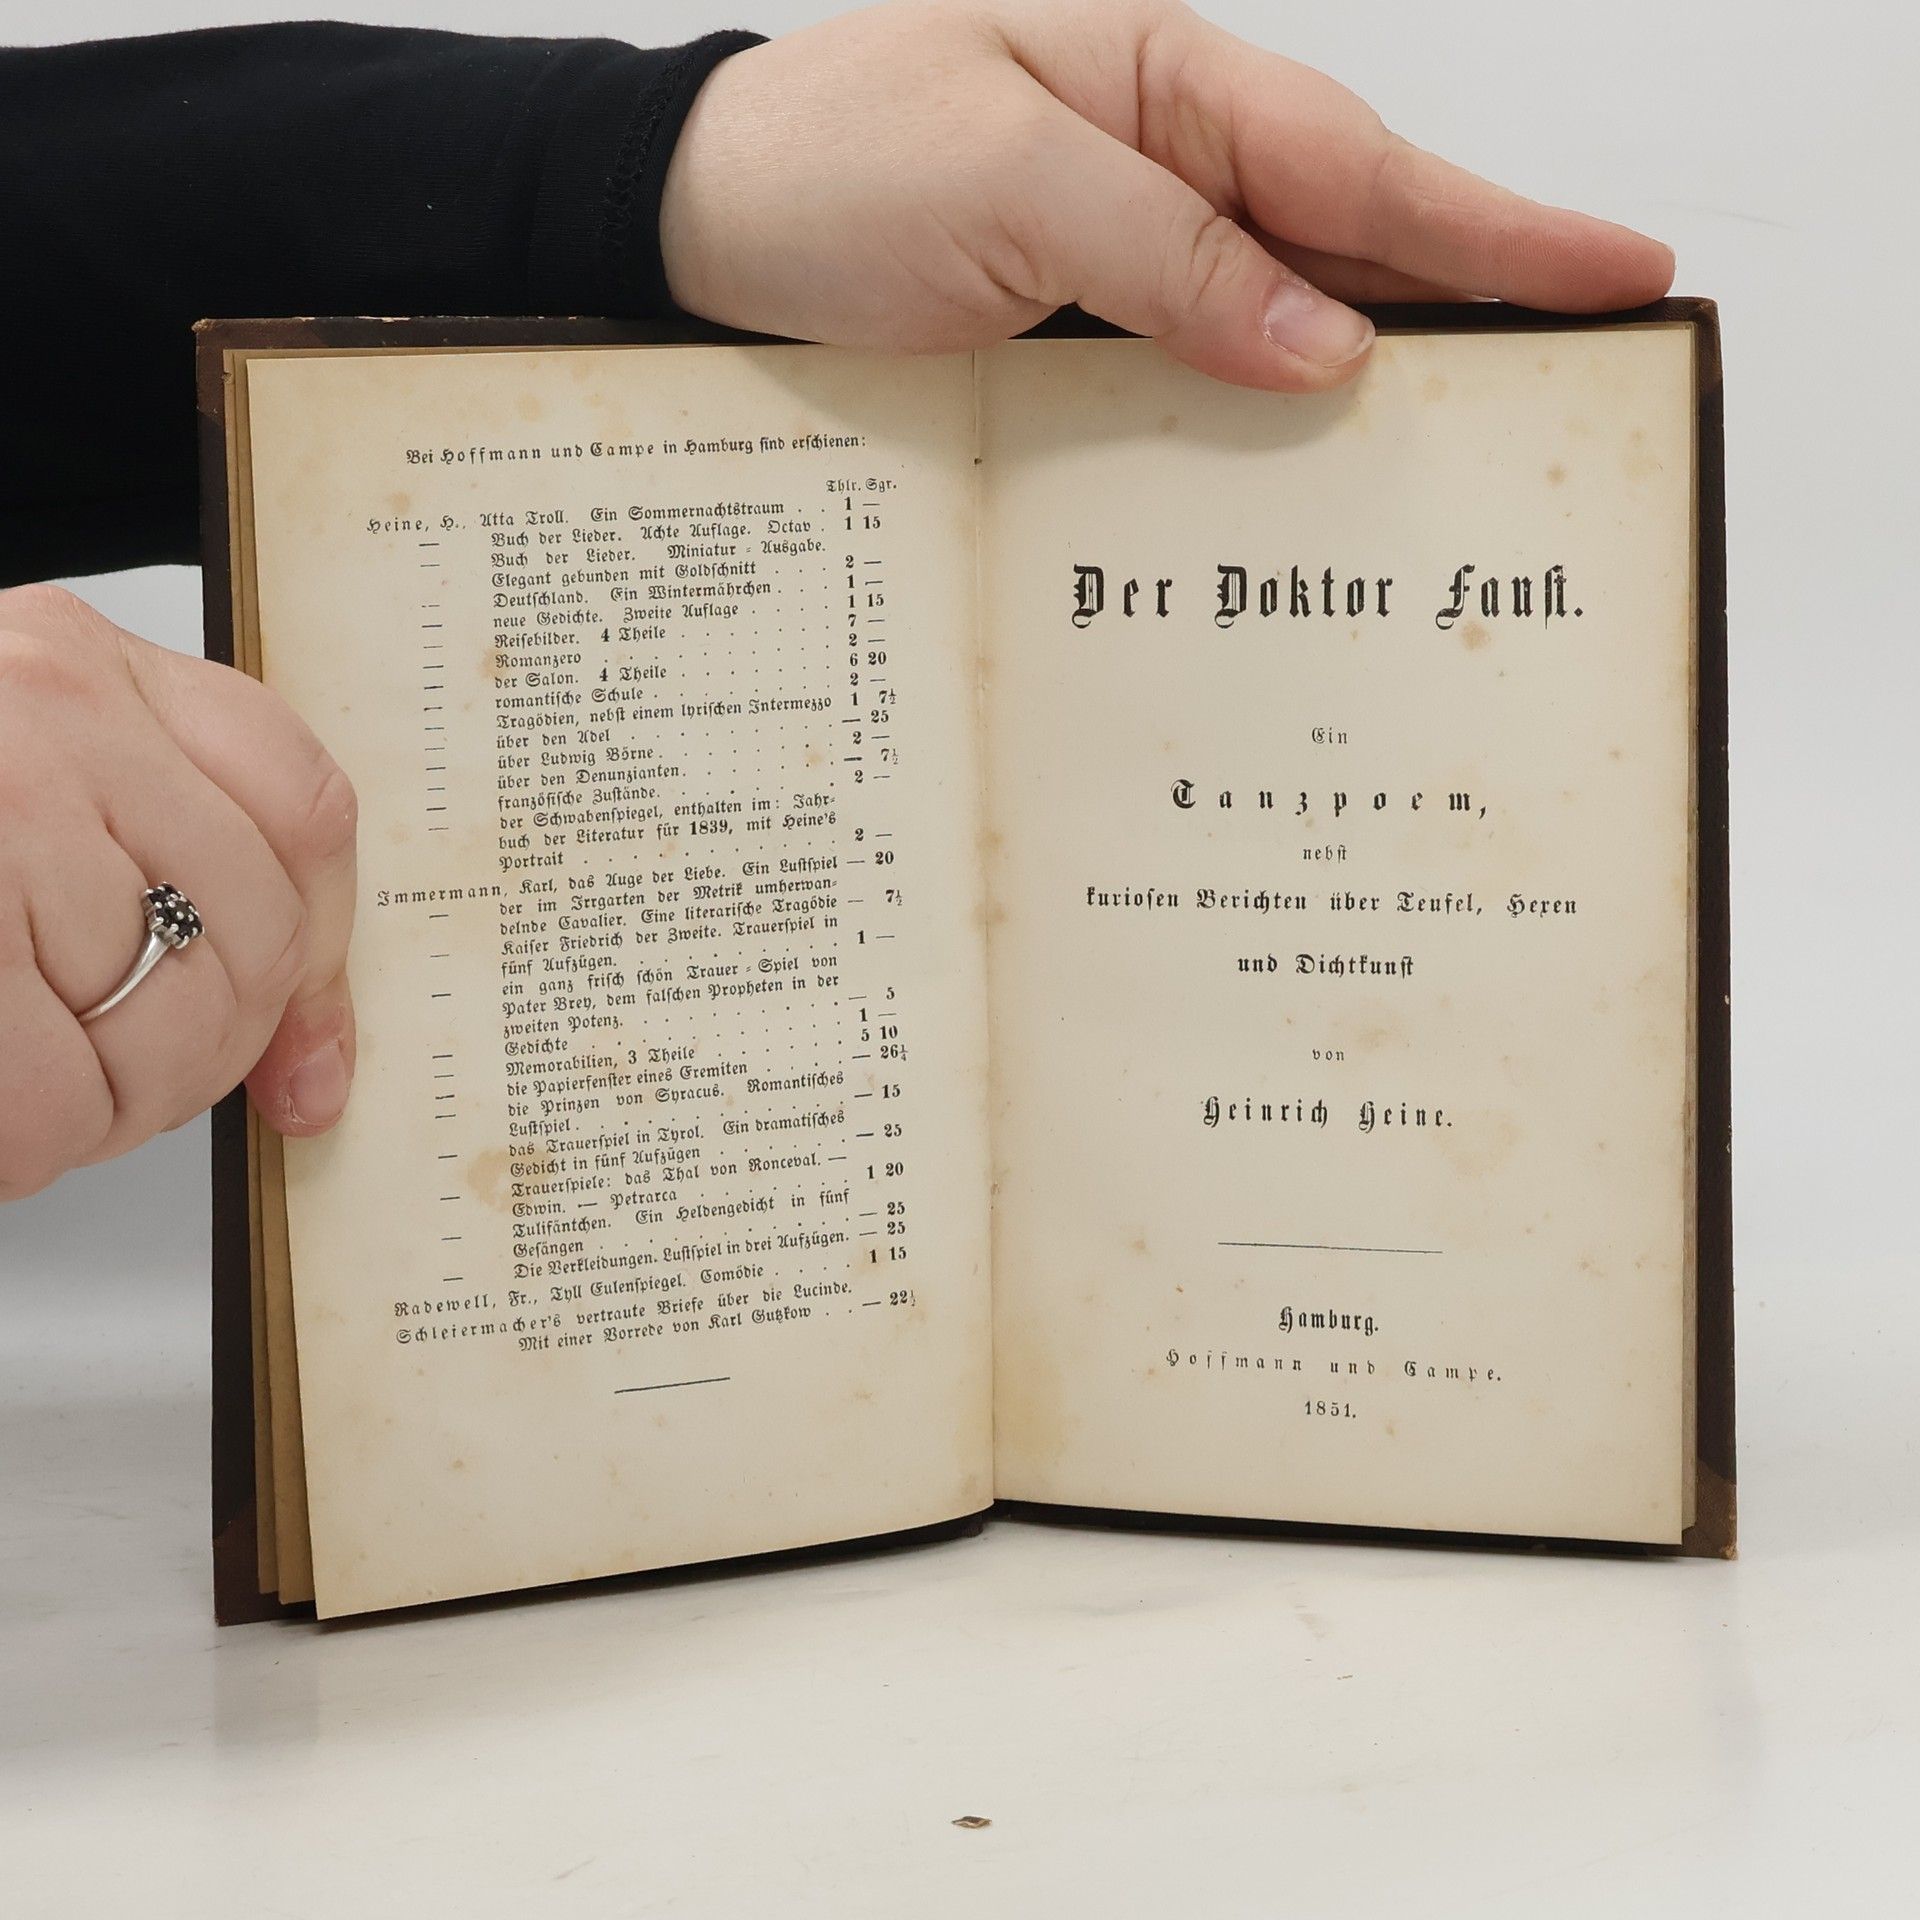 Bei Hoffmann und Campe in Hamburg sind erschienen:
Thlr. Sgr.
Heine, H., Atta Troll. Ein Sommernachtstraum . . 1 —
— Buch der Lieder. Achte Auflage. Octav . 1 15
— Buch der Lieder. Miniatur-Ausgabe.
Elegant gebunden mit Goldschnitt . . . 2 —
— Deutschland. Ein Wintermährchen . . . 1 —
— neue Gedichte. Zweite Auflage . . . . 1 15
— Reisebilder. 4 Theile . . . . . . . 7 —
— Romanzero . . . . . . . . . 2 —
— der Salon. 4 Theile . . . . . . . 6 20
— romantische Schule . . . . . . . . 2 —
— Tragödien, nebst einem lyrischen Intermezzo 1 7½
— über den Adel . . . . . . . . . — 25
— über Ludwig Börne . . . . . . . . 2 —
— über den Denunzianten. . . . . . . — 7½
— französische Zustände. . . . . . . . 2 —
— der Schwabenspiegel, enthalten im: Jahr-
buch der Literatur für 1839, mit Heine's
Portrait . . . . . . . . . . 2 —
Immermann, Karl, das Auge der Liebe. Ein Lustspiel — 20
— der im Irrgarten der Metrik umherwan-
delnde Cavalier. Eine literarische Tragödie — 7½
— Kaiser Friedrich der Zweite. Trauerspiel in
fünf Aufzügen. . . . . . . . . 1 —
— ein ganz frisch schön Trauer-Spiel von
Pater Brey, dem falschen Propheten in der
zweiten Potenz. . . . . . . . . — 5
— Gedichte . . . . . . . . . . 1 —
— Memorabilien, 3 Theile . . . . . . 5 10
— die Papierfenster eines Eremiten . . . . — 26¼
— die Prinzen von Syracus. Romantisches
Lustspiel . . . . . . . . . . — 15
— das Trauerspiel in Tyrol. Ein dramatisches
Gedicht in fünf Aufzügen . . . . . — 25
— Trauerspiele: das Thal von Ronceval. —
Edwin. — Petrarca . . . . . . . 1 20
— Tulifäntchen. Ein Heldengedicht in fünf
Gesängen . . . . . . . . . . — 25
— Die Verkleidungen. Lustspiel in drei Aufzügen. — 25
Radewell, Fr., Tyll Eulenspiegel. Comödie . . . . 1 15
Schleiermacher's vertraute Briefe über die Lucinde.
Mit einer Vorrede von Karl Gutzkow . . — 22½
Der Doktor Faust.
Ein
Tanzpoem,
nebst
kuriosen Berichten über Teufel, Hexen
und Dichtkunst
von
Heinrich Heine.
Hamburg.
Hoffmann und Campe.
1851.